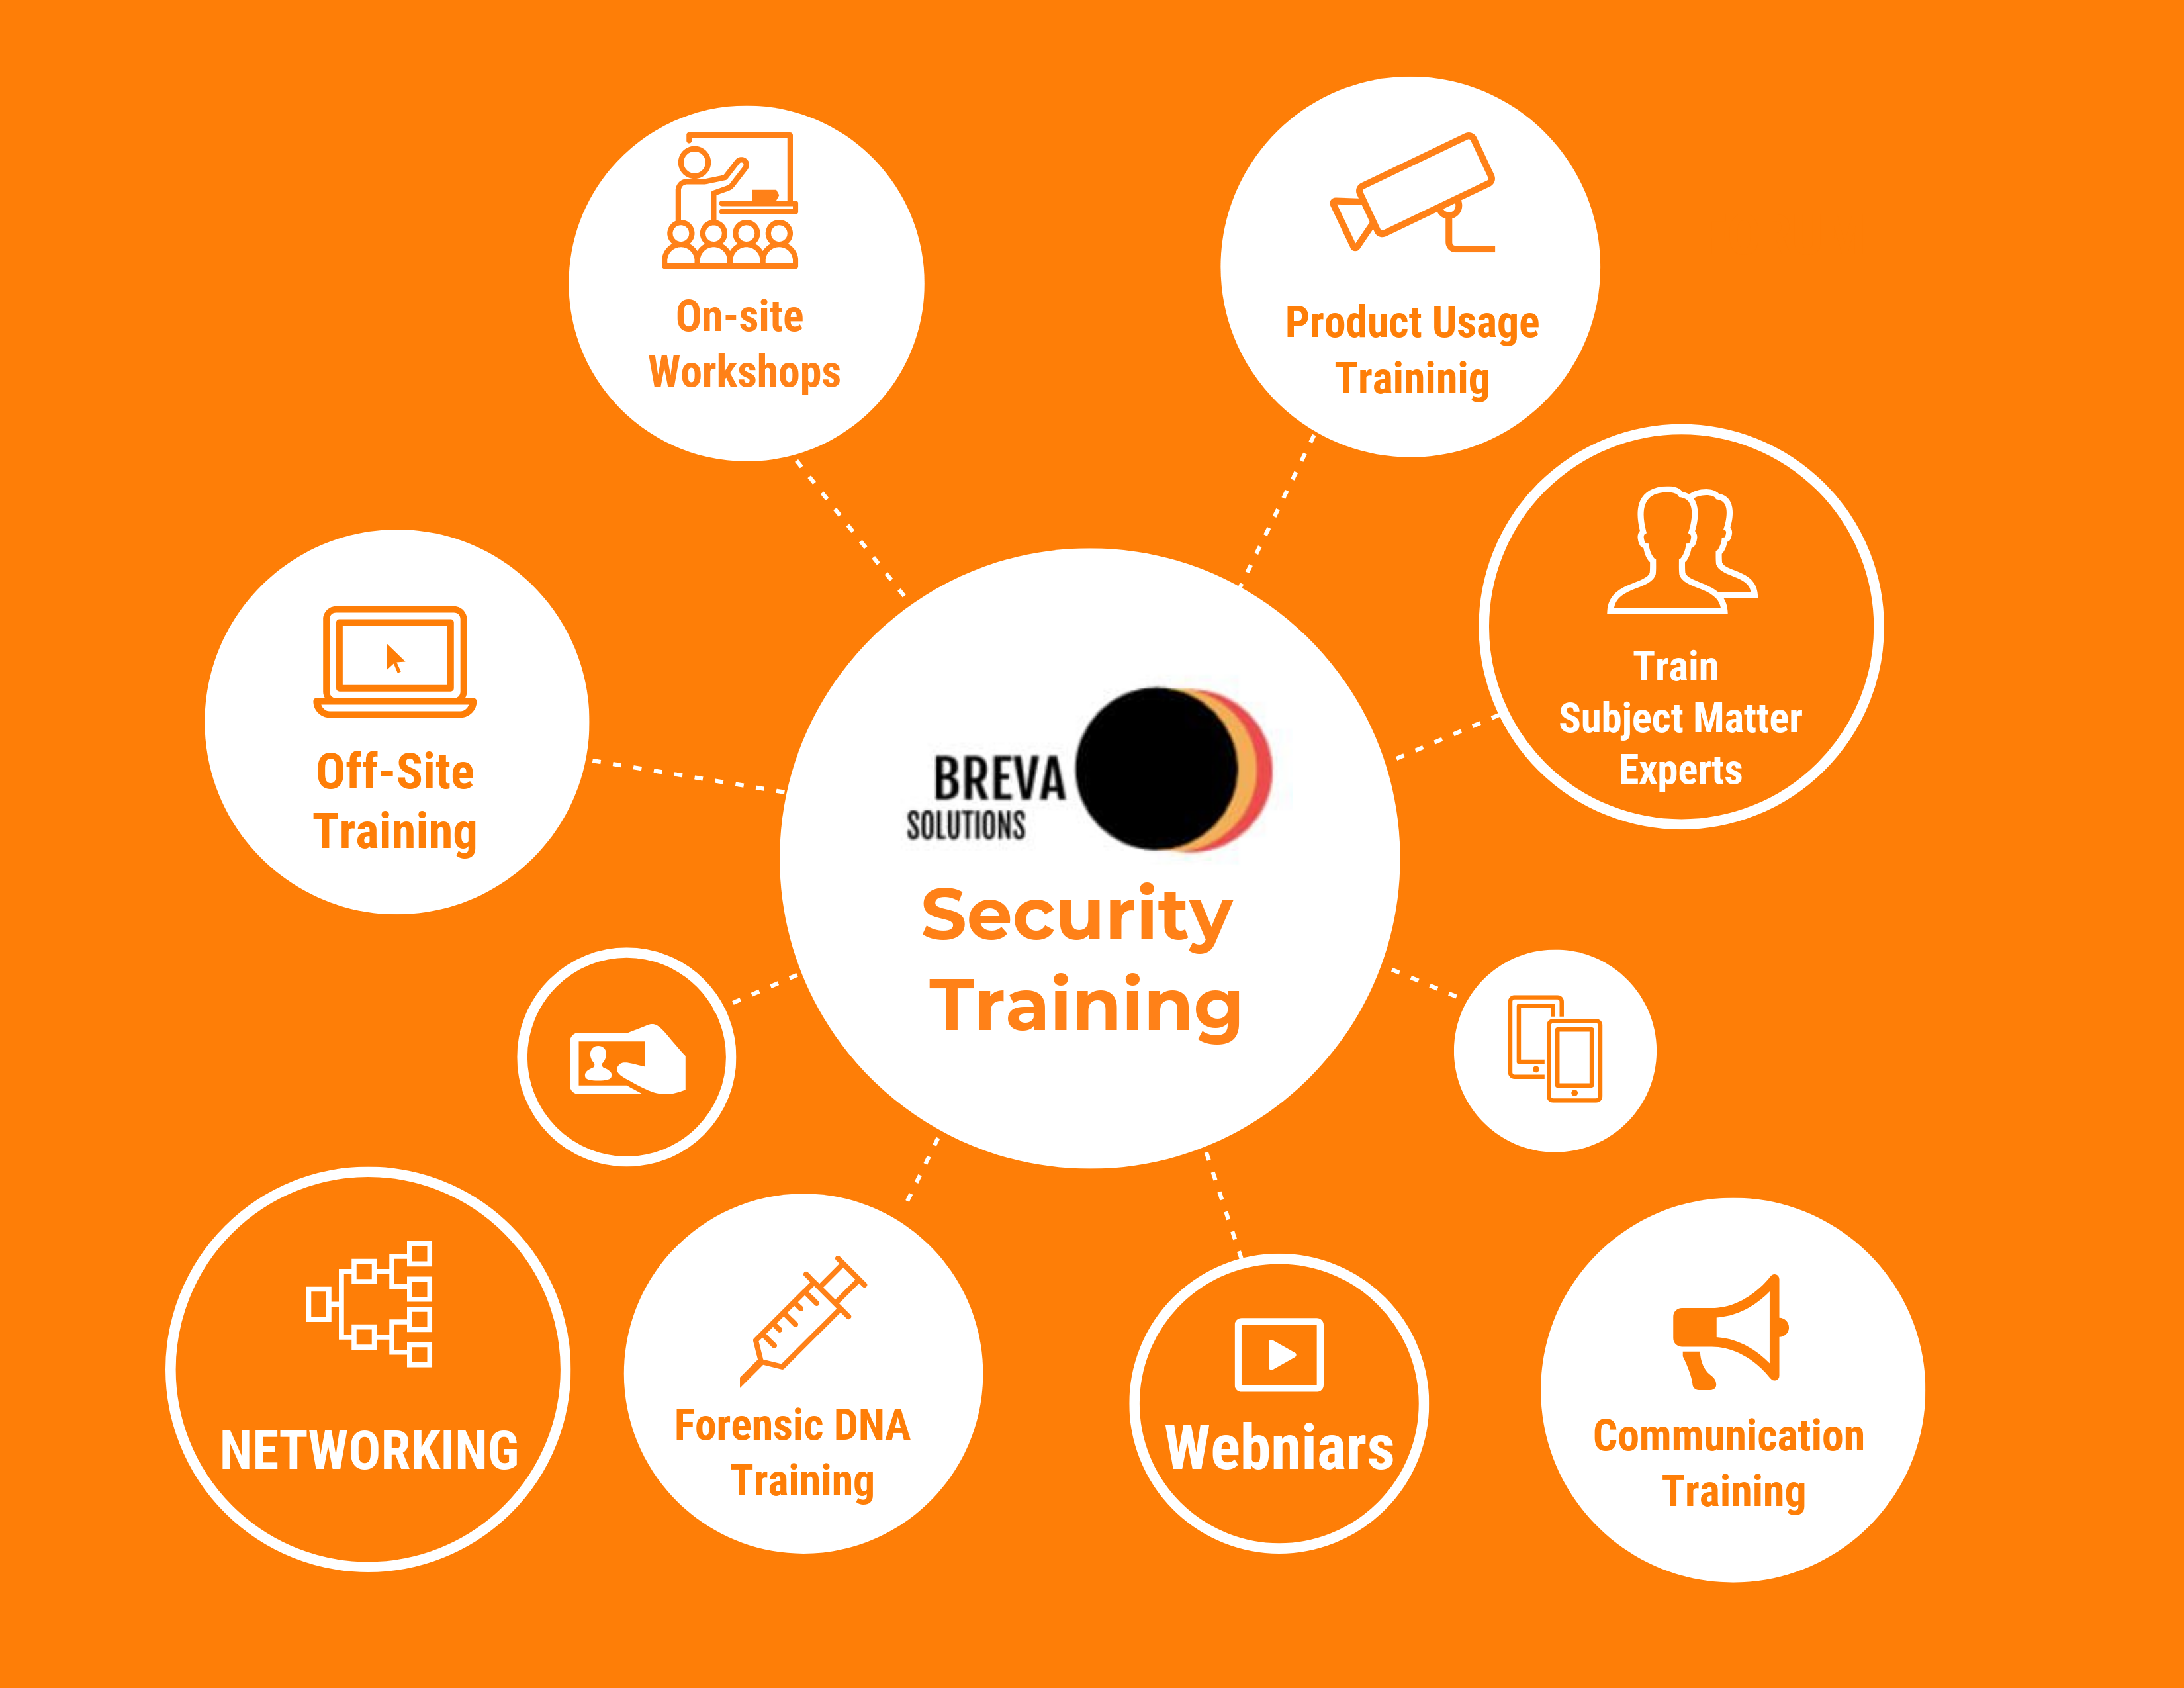 On-site
Workshops
Product Usage
Traininig
Train
Subject Matter
Experts
Off-Site
Training
BREVA
SOLUTIONS
Security
Training
NETWORKING
Forensic DNA
Training
Webniars
Communication
Training